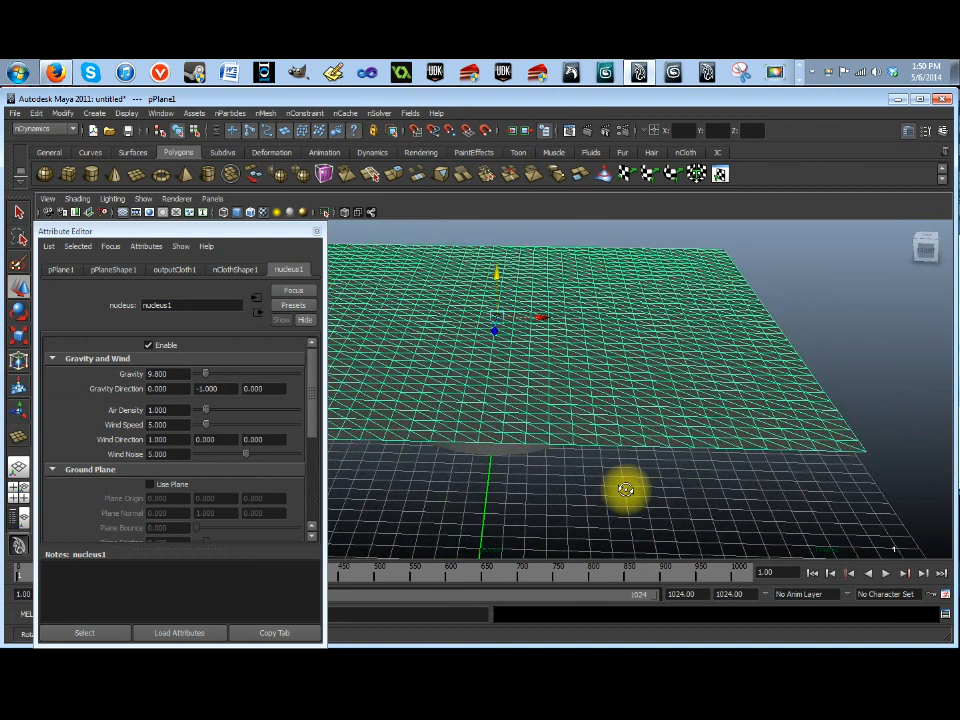 UDK UDK
1:50 PM
5/6/2014
Autodesk Maya 2011: untitled* --- pPlane1
File Edit Modify Create Display Window Assets nParticles nMesh nConstraint nCache nSolver Fields Help
nDynamics
X: Y: Z:
General Curves Surfaces Polygons Subdivs Deformation Animation Dynamics Rendering PaintEffects Toon Muscle Fluids Fur Hair nCloth JC
View Shading Lighting Show Renderer Panels
Attribute Editor
List Selected Focus Attributes Show Help
pPlane1 pPlaneShape1 outputCloth1 nClothShape1 nucleus1
FRONT
nucleus: nucleus1
Focus
Presets
Show Hide
Enable
Gravity and Wind
Gravity 9.800
Gravity Direction 0.000 -1.000 0.000
Air Density 1.000
Wind Speed 5.000
Wind Direction 1.000 0.000 0.000
Wind Noise 5.000
Ground Plane
Use Plane
Plane Origin 0.000 0.000 0.000
Plane Normal 0.000 1.000 0.000
Plane Bounce 0.000
Notes: nucleus1
1
1 450 500 550 600 650 700 750 800 850 900 950 1000 1.00
1.00 1024 1024.00 1024.00 No Anim Layer No Character Set
MEL
Select Load Attributes Copy Tab